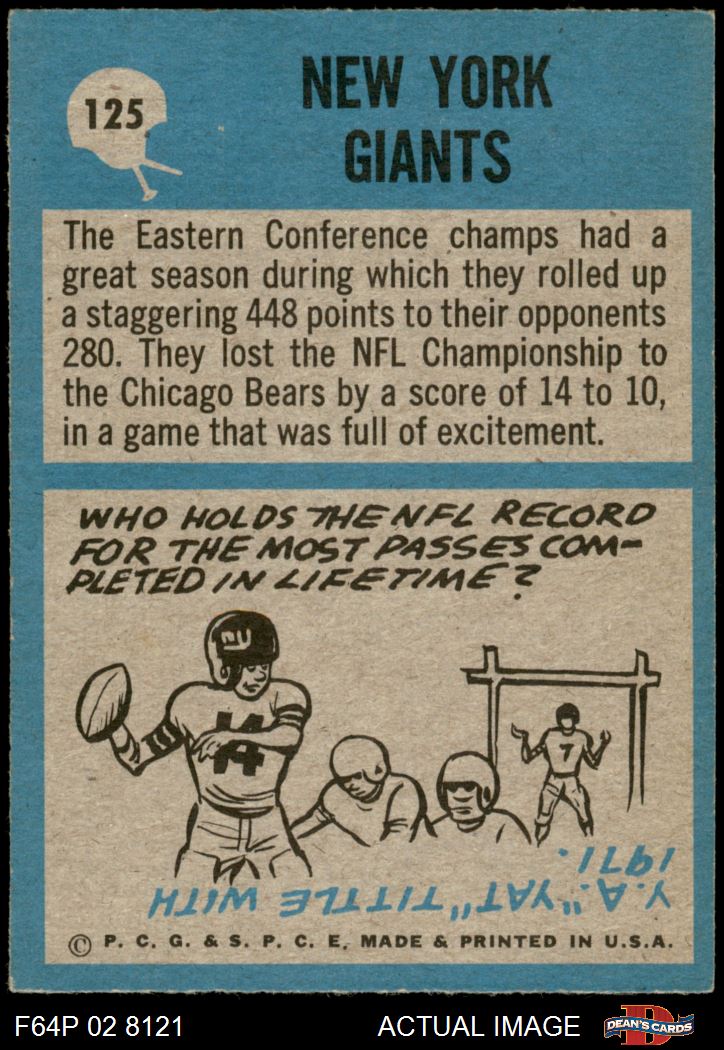 125
NEW YORK
GIANTS
The Eastern Conference champs had a
great season during which they rolled up
a staggering 448 points to their opponents
280. They lost the NFL Championship to
the Chicago Bears by a score of 14 to 10,
in a game that was full of excitement.
WHO HOLDS THE NFL RECORD
FOR THE MOST PASSES COM-
PLETED IN LIFETIME?
NY
14
7
Y.A. "YAT" TITTLE WITH
1971.
© P. C. G. & S. P. C. E. MADE & PRINTED IN U.S.A.
F64P 02 8121
ACTUAL IMAGE
D
DEAN'S CARDS